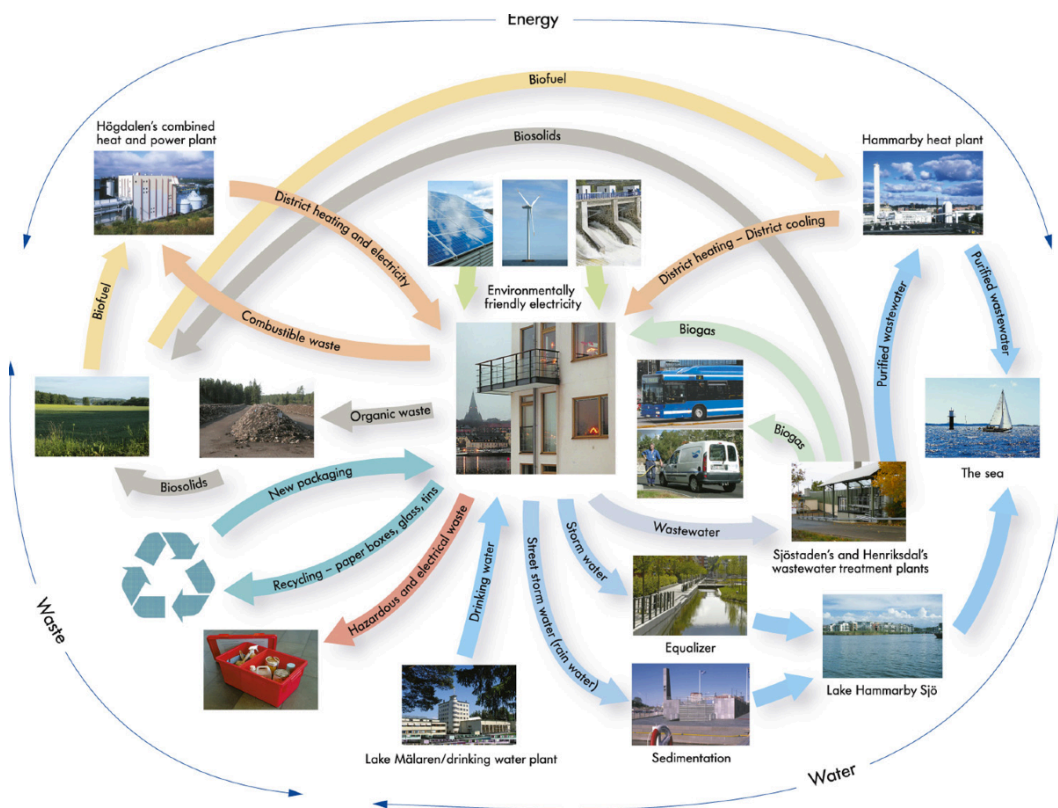 Energy
Biofuel
Högdalen's combined
heat and power plant
Biosolids
Hammarby heat plant
District heating and
electricity
District heating – District cooling
Environmentally
friendly electricity
Biofuel
Combustible waste
Biogas
Purified wastewater
Purified wastewater
Organic waste
Biogas
The sea
Biosolids
New packaging
Wastewater
Recycling – paper boxes, glass, tins
Storm
water
Sjöstaden's and Henriksdal's
wastewater treatment plants
Hazardous and electrical waste
Drinking water
Street storm water (rain water)
Waste
Equalizer
Lake Hammarby Sjö
Lake Mälaren/drinking water plant
Sedimentation
Water